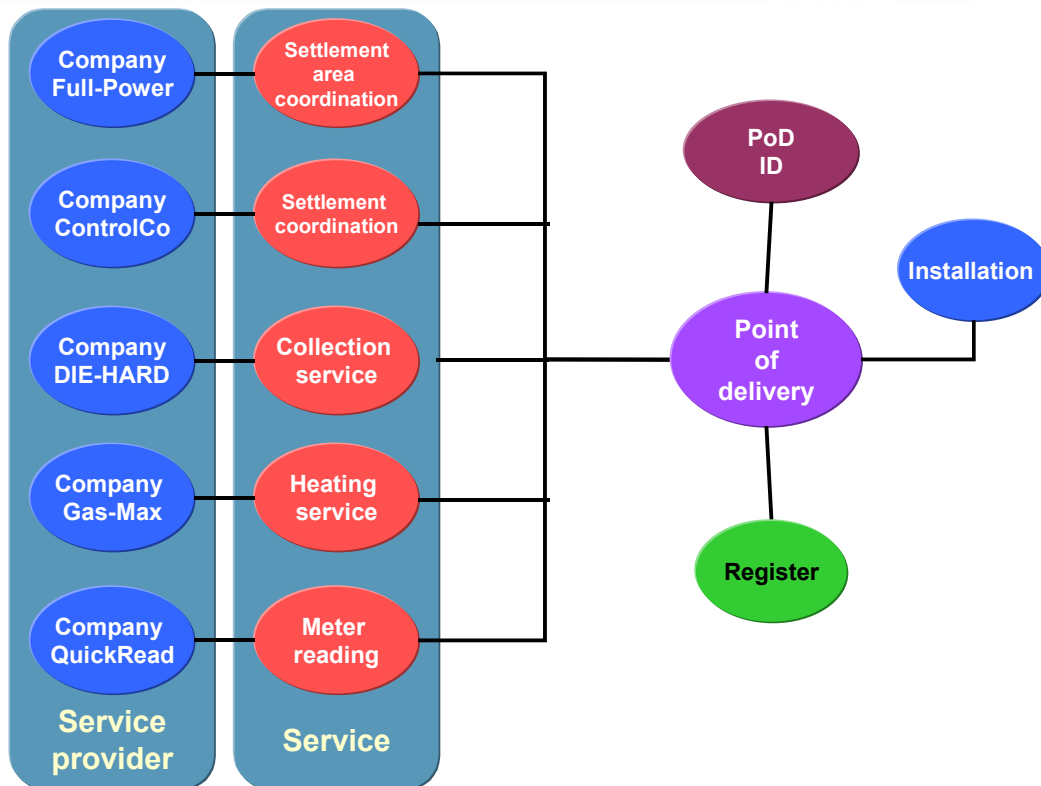 Company
Full-Power
Settlement
area
coordination
Company
ControlCo
Settlement
coordination
Company
DIE-HARD
Collection
service
Company
Gas-Max
Heating
service
Company
QuickRead
Meter
reading
Service
provider
Service
PoD
ID
Installation
Point
of
delivery
Register